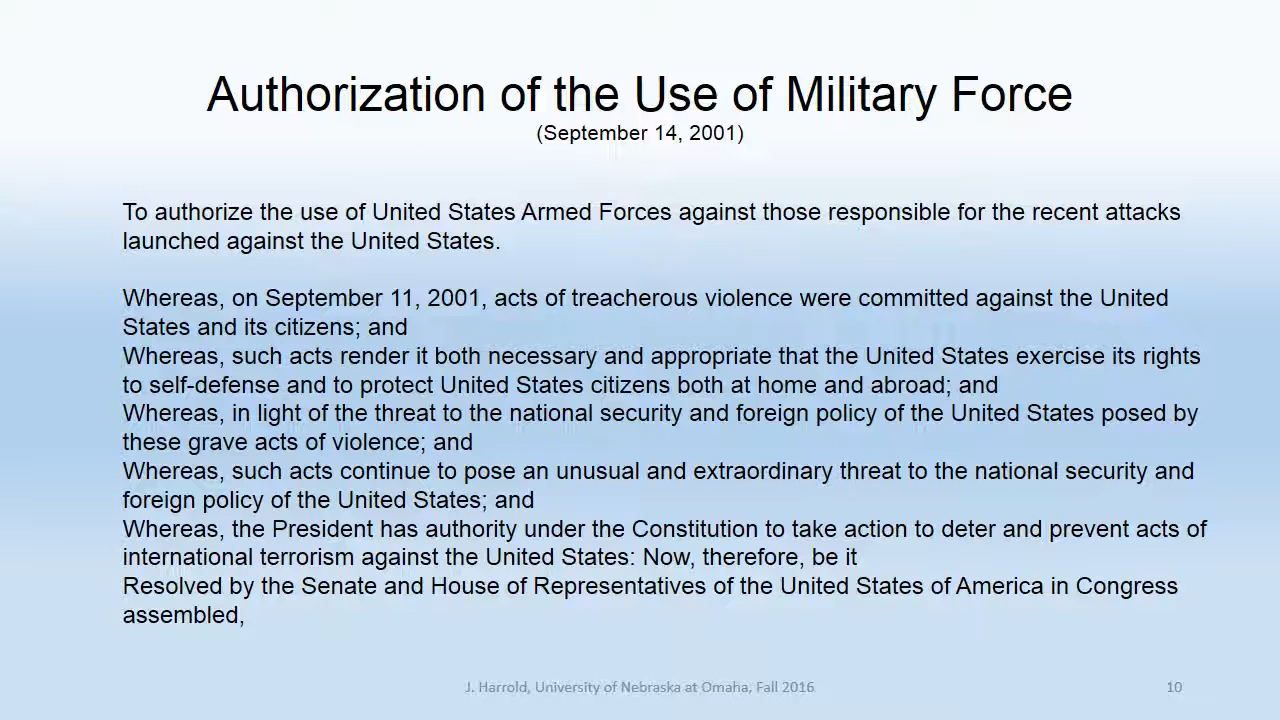 Authorization of the Use of Military Force
(September 14, 2001)
To authorize the use of United States Armed Forces against those responsible for the recent attacks
launched against the United States.
Whereas, on September 11, 2001, acts of treacherous violence were committed against the United
States and its citizens; and
Whereas, such acts render it both necessary and appropriate that the United States exercise its rights
to self-defense and to protect United States citizens both at home and abroad; and
Whereas, in light of the threat to the national security and foreign policy of the United States posed by
these grave acts of violence; and
Whereas, such acts continue to pose an unusual and extraordinary threat to the national security and
foreign policy of the United States; and
Whereas, the President has authority under the Constitution to take action to deter and prevent acts of
international terrorism against the United States: Now, therefore, be it
Resolved by the Senate and House of Representatives of the United States of America in Congress
assembled,
J. Harrold, University of Nebraska at Omaha, Fall 2016
10